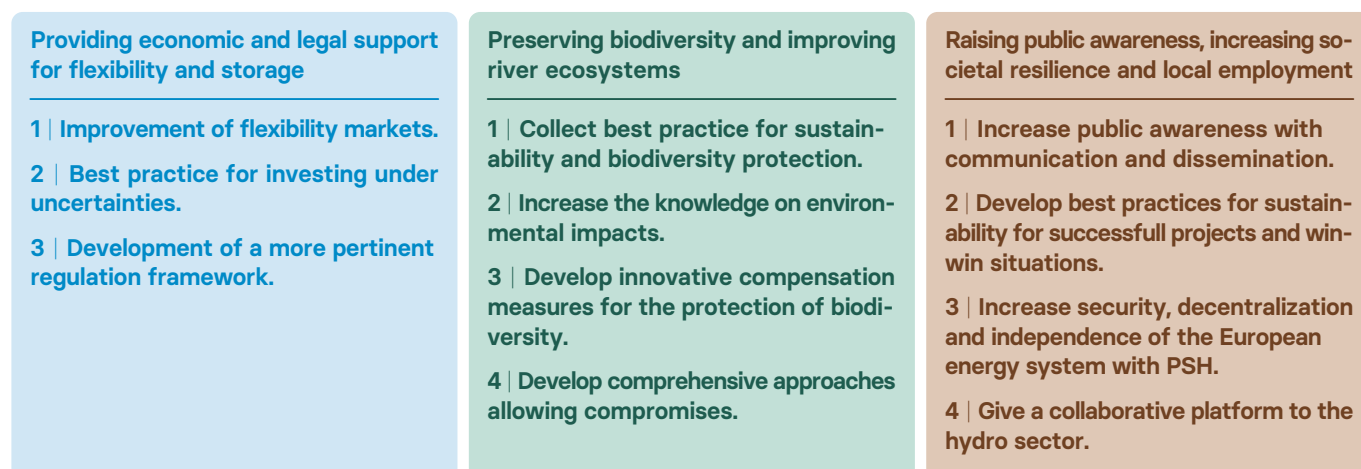 Providing economic and legal support
for flexibility and storage
1 | Improvement of flexibility markets.
2 | Best practice for investing under
uncertainties.
3 | Development of a more pertinent
regulation framework.
Preserving biodiversity and improving
river ecosystems
1 | Collect best practice for sustain-
ability and biodiversity protection.
2 | Increase the knowledge on environ-
mental impacts.
3 | Develop innovative compensation
measures for the protection of biodi-
versity.
4 | Develop comprehensive approaches
allowing compromises.
Raising public awareness, increasing so-
cietal resilience and local employment
1 | Increase public awareness with
communication and dissemination.
2 | Develop best practices for sustain-
ability for successfull projects and win-
win situations.
3 | Increase security, decentralization
and independence of the European
energy system with PSH.
4 | Give a collaborative platform to the
hydro sector.